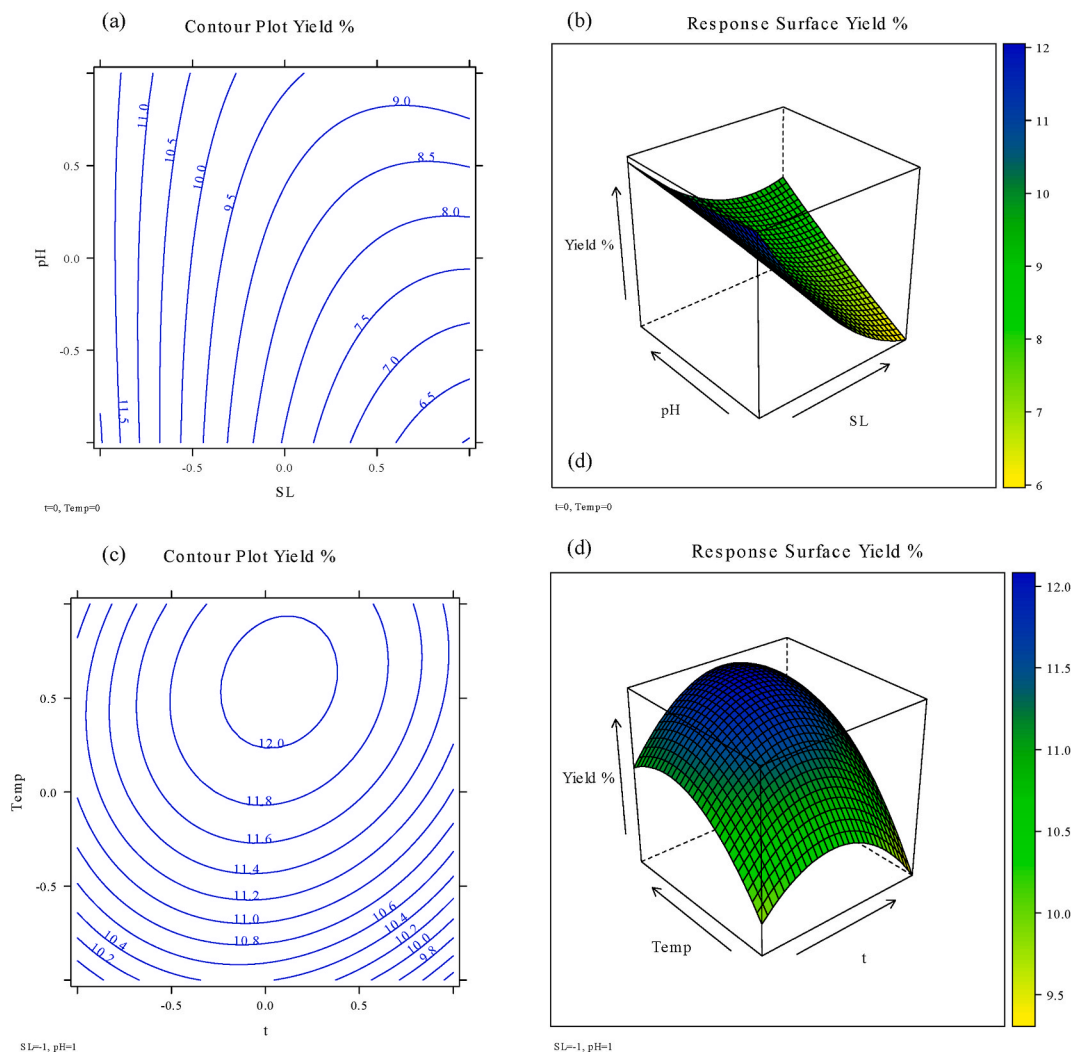 (a)
Contour Plot Yield %
11.0
10.5
10.0
9.5
9.0
8.5
8.0
7.5
7.0
6.5
11.5
0.5
0.0
-0.5
pH
-0.5
0.0
0.5
SL
t=0, Temp=0
(b)
Response Surface Yield %
Yield %
pH
SL
(d)
12
11
10
9
8
7
6
t=0, Temp=0
(c)
Contour Plot Yield %
12.0
11.8
11.6
11.4
11.2
11.0
10.8
10.6
10.4
10.2
10.0
9.8
10.4
10.2
0.5
0.0
-0.5
Temp
-0.5
0.0
0.5
t
SL=-1, pH=1
(d)
Response Surface Yield %
Yield %
Temp
t
12.0
11.5
11.0
10.5
10.0
9.5
SL=-1, pH=1